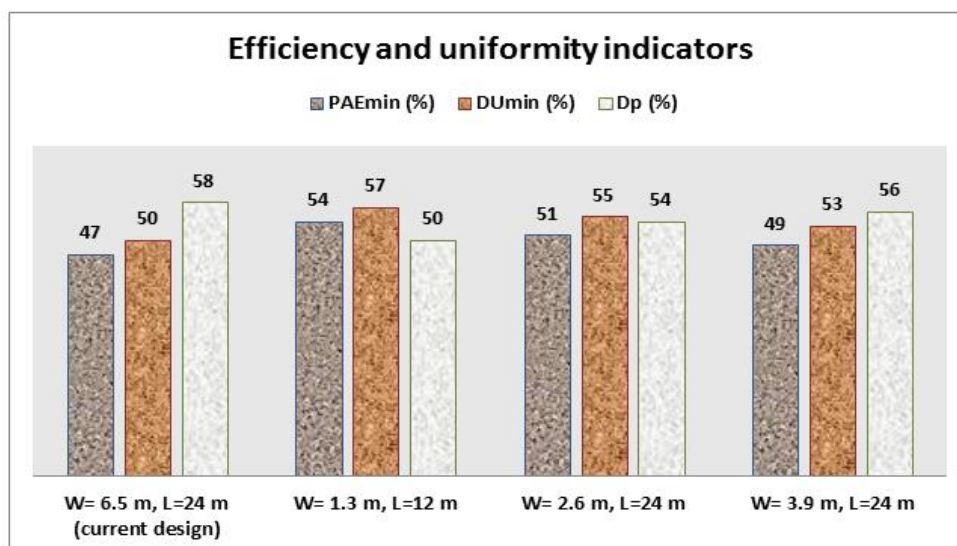 Efficiency and uniformity indicators
PAEmin (%) DUmin (%) Dp (%)
47 50 58 54 57 50 51 55 54 49 53 56
W= 6.5 m, L=24 m W= 1.3 m, L=12 m W= 2.6 m, L=24 m W= 3.9 m, L=24 m
(current design)